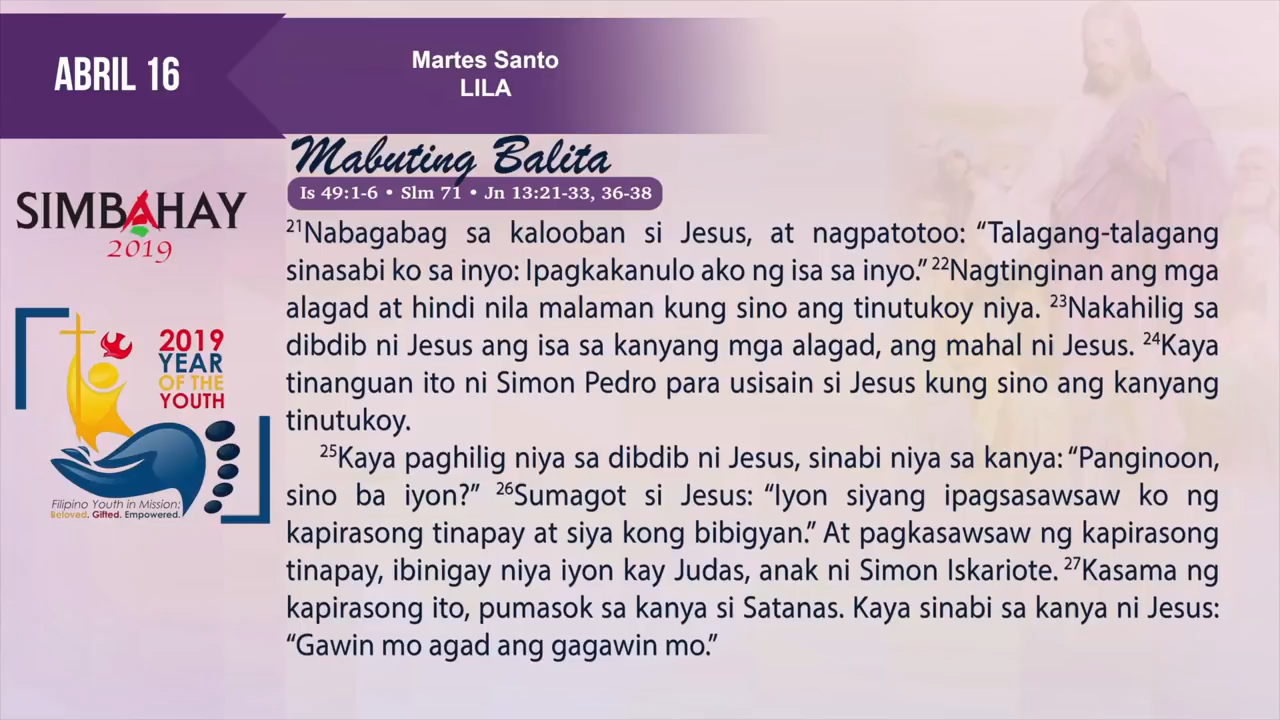 ABRIL 16
Martes Santo
LILA
Mabuting Balita
Is 49:1-6 • Slm 71 • Jn 13:21-33, 36-38
SIMBAHAY
2019
2019
YEAR
OF THE
YOUTH
Filipino Youth in Mission:
Beloved. Gifted. Empowered.
21Nabagabag sa kalooban si Jesus, at nagpatotoo: “Talagang-talagang
sinasabi ko sa inyo: Ipagkakanulo ako ng isa sa inyo.” 22Nagtinginan ang mga
alagad at hindi nila malaman kung sino ang tinutukoy niya. 23Nakahilig sa
dibdib ni Jesus ang isa sa kanyang mga alagad, ang mahal ni Jesus. 24Kaya
tinanguan ito ni Simon Pedro para usisain si Jesus kung sino ang kanyang
tinutukoy.
25Kaya paghilig niya sa dibdib ni Jesus, sinabi niya sa kanya: “Panginoon,
sino ba iyon?” 26Sumagot si Jesus: “Iyon siyang ipagsasawsaw ko ng
kapirasong tinapay at siya kong bibigyan.” At pagkasawsaw ng kapirasong
tinapay, ibinigay niya iyon kay Judas, anak ni Simon Iskariote. 27Kasama ng
kapirasong ito, pumasok sa kanya si Satanas. Kaya sinabi sa kanya ni Jesus:
“Gawin mo agad ang gagawin mo.”